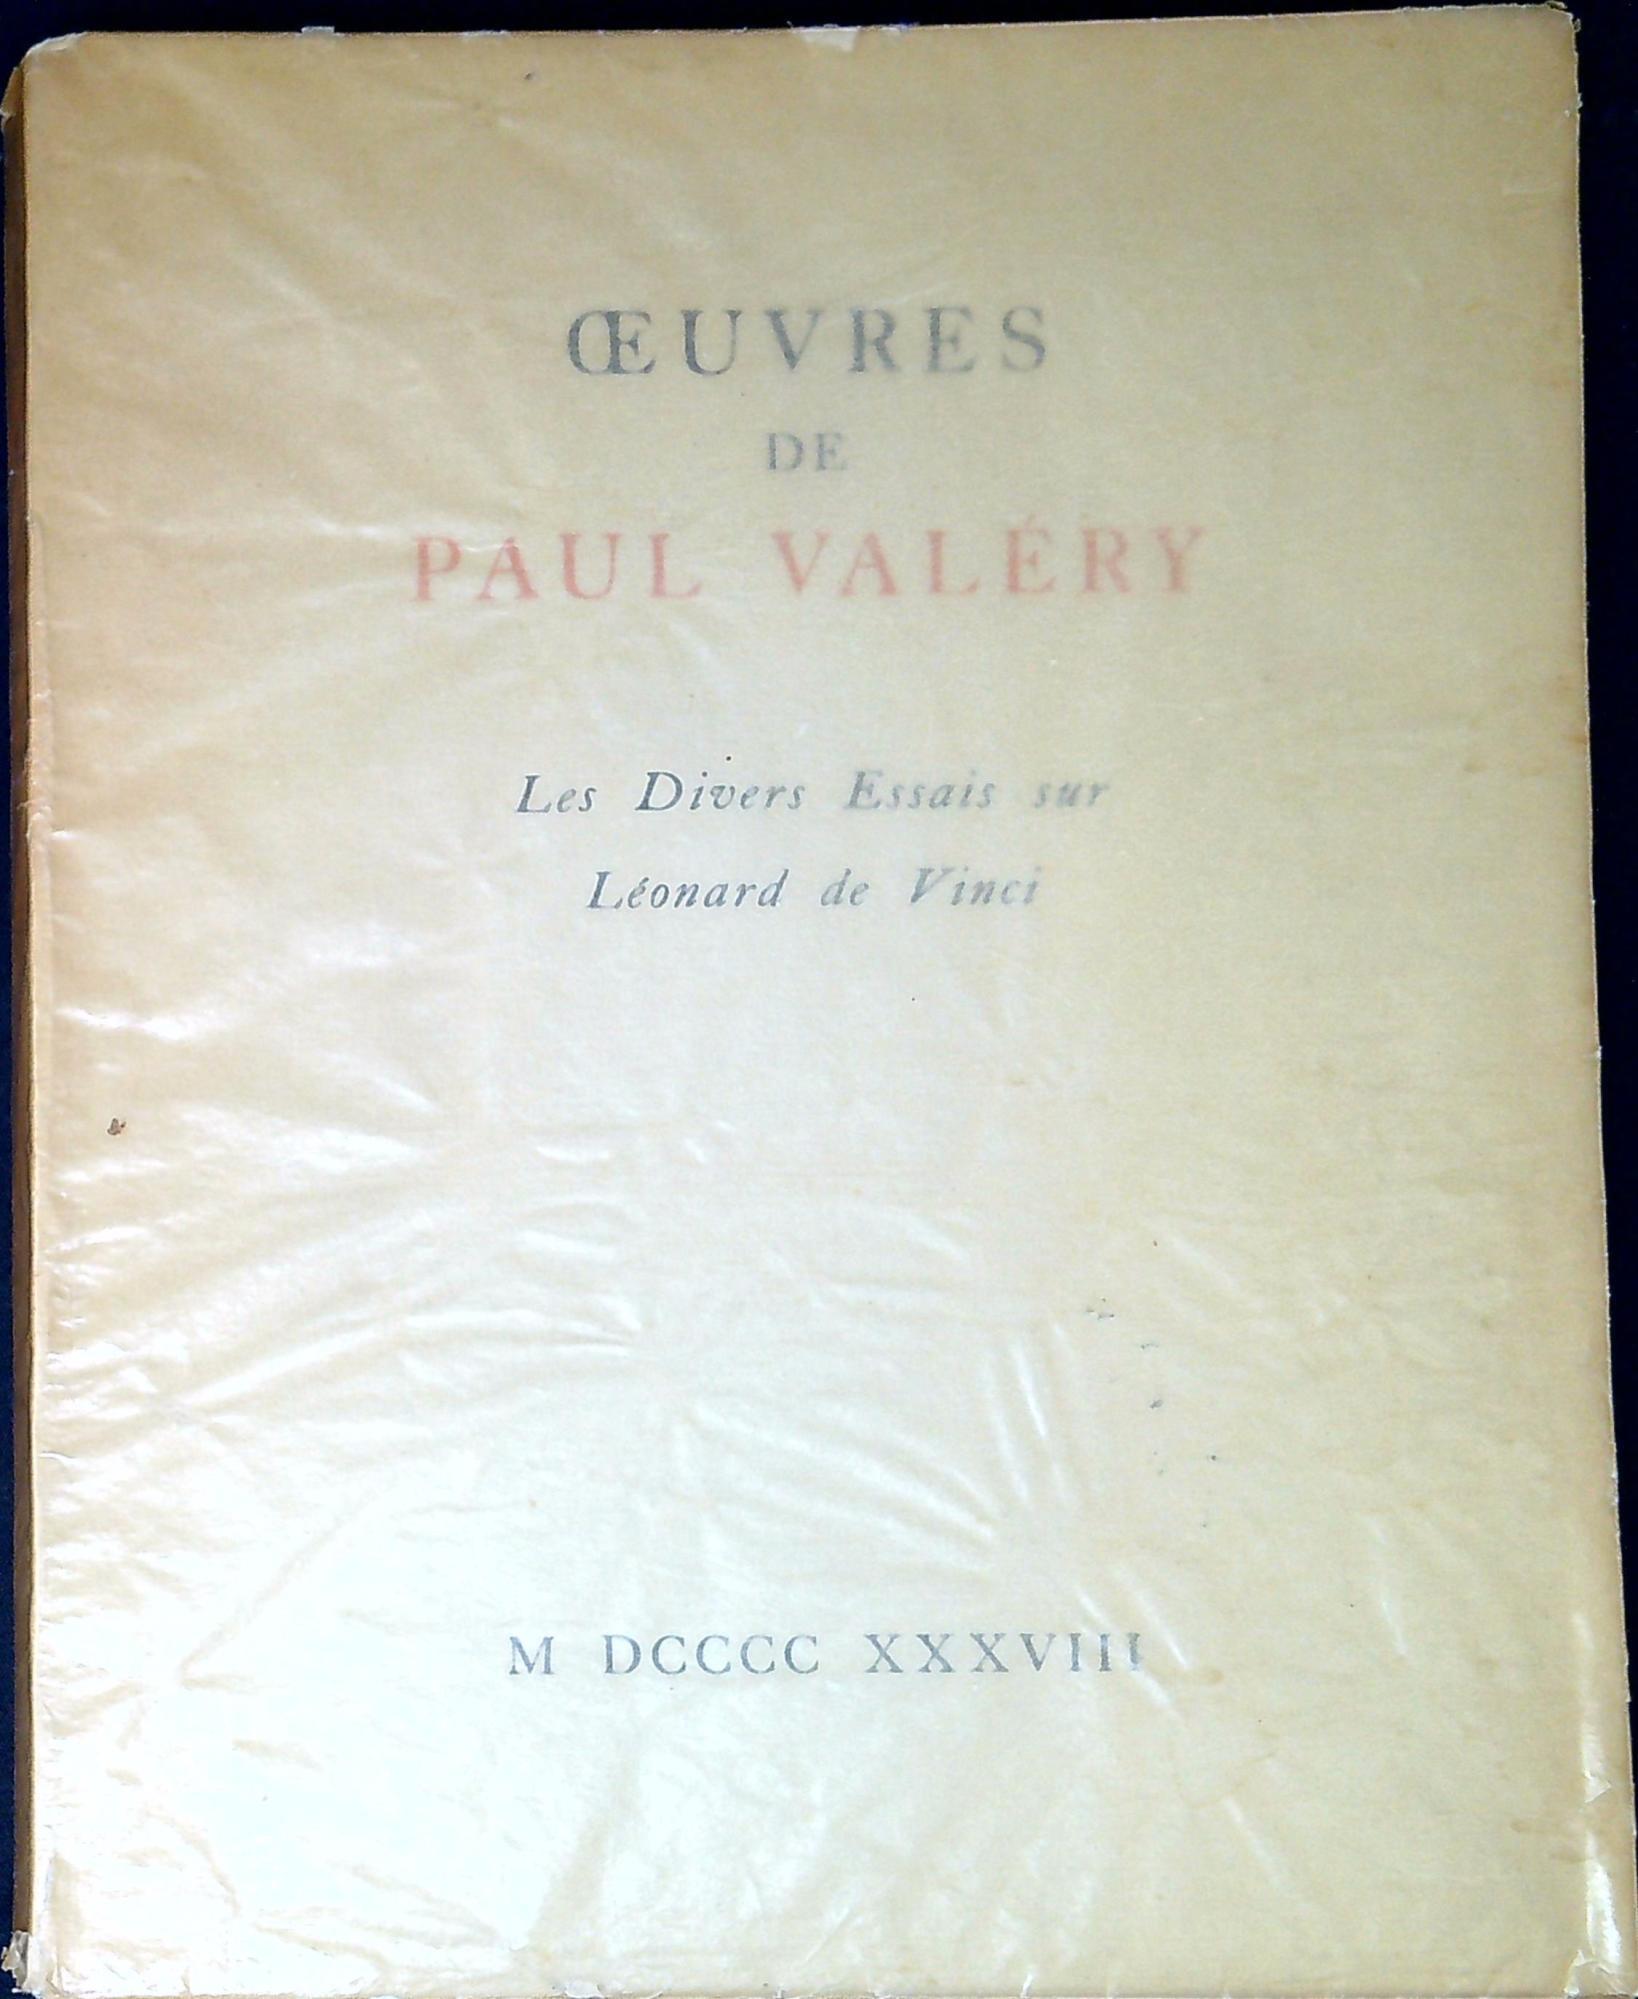 ŒUVRES
DE
PAUL VALÉRY
Les Divers Essais sur
Léonard de Vinci
M DCCCC XXXVIII